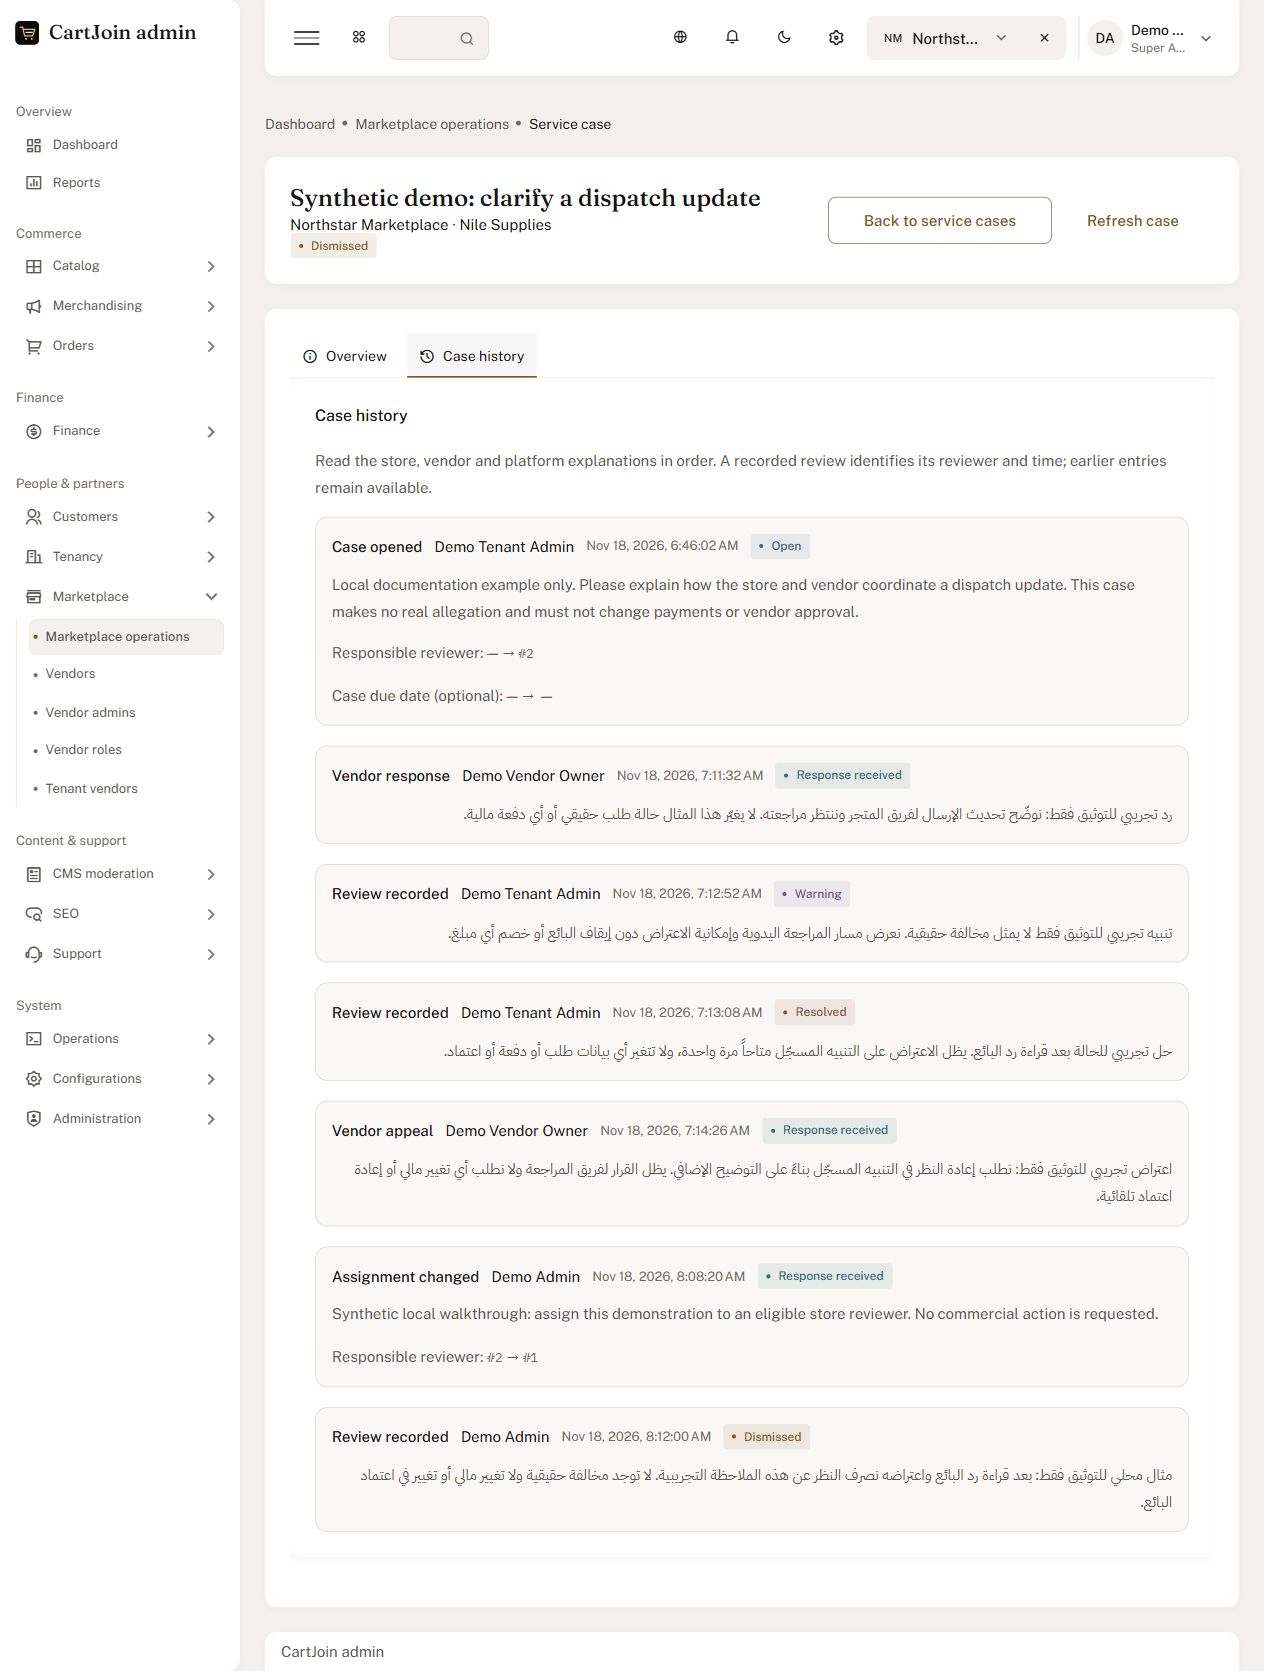 CartJoin admin
NM Northst...
DA Demo ...
Super A...
Overview
Dashboard
Reports
Commerce
Catalog
Merchandising
Orders
Finance
Finance
People & partners
Customers
Tenancy
Marketplace
Marketplace operations
Vendors
Vendor admins
Vendor roles
Tenant vendors
Content & support
CMS moderation
SEO
Support
System
Operations
Configurations
Administration
Dashboard • Marketplace operations • Service case
Synthetic demo: clarify a dispatch update
Northstar Marketplace · Nile Supplies
• Dismissed
Back to service cases
Refresh case
Overview
Case history
Case history
Read the store, vendor and platform explanations in order. A recorded review identifies its reviewer and time; earlier entries
remain available.
Case opened Demo Tenant Admin Nov 18, 2026, 6:46:02 AM • Open
Local documentation example only. Please explain how the store and vendor coordinate a dispatch update. This case
makes no real allegation and must not change payments or vendor approval.
Responsible reviewer: — → #2
Case due date (optional): — → —
Vendor response Demo Vendor Owner Nov 18, 2026, 7:11:32 AM • Response received
رد تجريبي للتوثيق فقط: نوضّح تحديث الإرسال لفريق المتجر وننتظر مراجعته. لا يغيّر هذا المثال حالة طلب حقيقي أو أي دفعة مالية.
Review recorded Demo Tenant Admin Nov 18, 2026, 7:12:52 AM • Warning
تنبيه تجريبي للتوثيق فقط لا يمثل مخالفة حقيقية. نعرض مسار المراجعة اليدوية وإمكانية الاعتراض دون إيقاف البائع أو خصم أي مبلغ.
Review recorded Demo Tenant Admin Nov 18, 2026, 7:13:08 AM • Resolved
حل تجريبي للحالة بعد قراءة رد البائع. يظل الاعتراض على التنبيه المسجّل متاحاً مرة واحدة، ولا تتغير أي بيانات طلب أو دفعة أو اعتماد.
Vendor appeal Demo Vendor Owner Nov 18, 2026, 7:14:26 AM • Response received
اعتراض تجريبي للتوثيق فقط: نطلب إعادة النظر في التنبيه المسجّل بناءً على التوضيح الإضافي. يظل القرار لفريق المراجعة ولا نطلب أي تغيير مالي أو إعادة
اعتماد تلقائية.
Assignment changed Demo Admin Nov 18, 2026, 8:08:20 AM • Response received
Synthetic local walkthrough: assign this demonstration to an eligible store reviewer. No commercial action is requested.
Responsible reviewer: #2 → #1
Review recorded Demo Admin Nov 18, 2026, 8:12:00 AM • Dismissed
مثال محلي للتوثيق فقط: بعد قراءة رد البائع واعتراضه نصرف النظر عن هذه الملاحظة التجريبية. لا توجد مخالفة حقيقية ولا تغيير مالي أو تغيير في اعتماد
البائع.
CartJoin admin